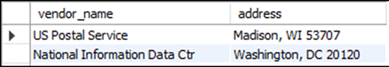 vendor_name address
US Postal Service Madison, WI 53707
National Information Data Ctr Washington, DC 20120